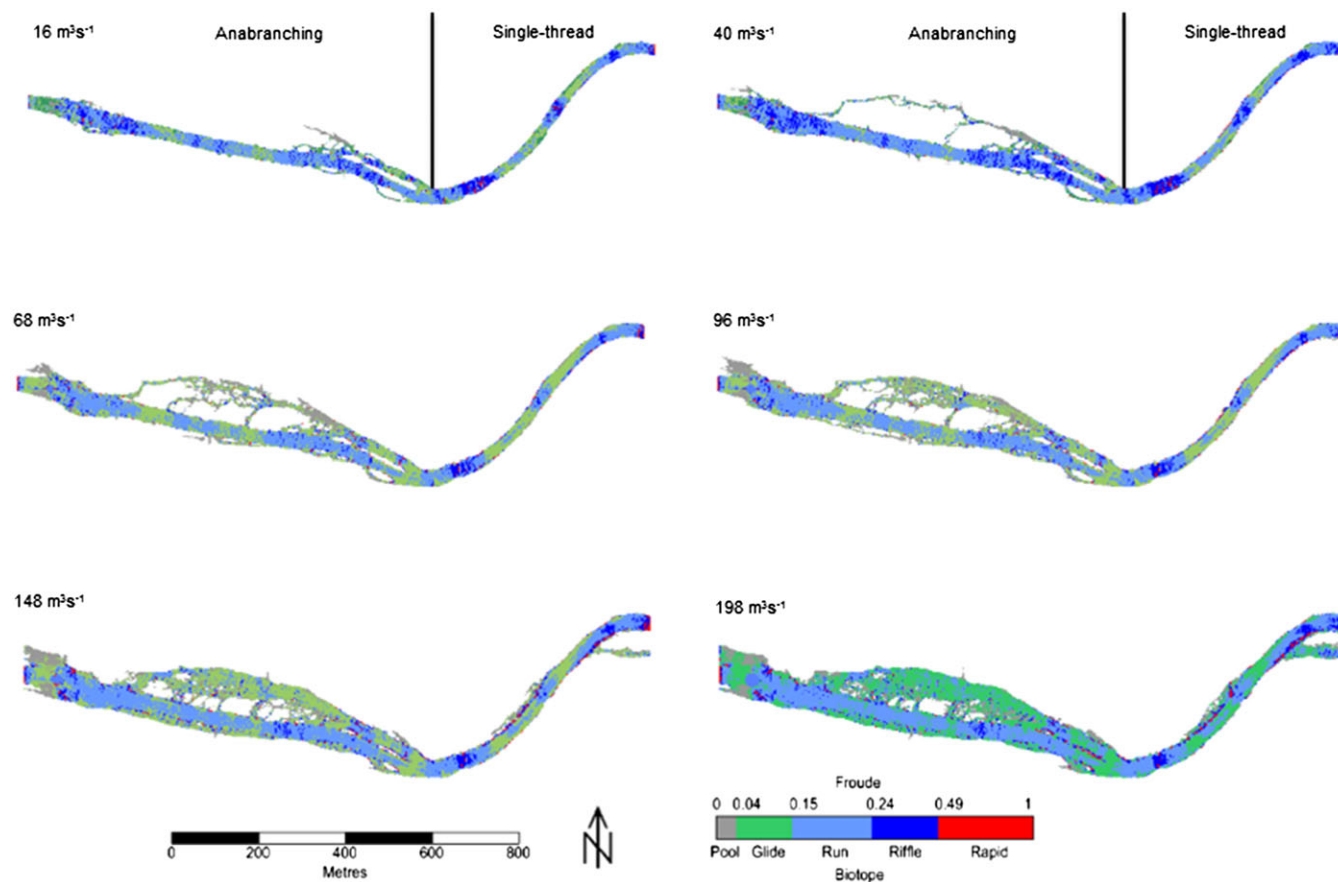 16 m³s⁻¹ Anabranching Single-thread
40 m³s⁻¹ Anabranching Single-thread
68 m³s⁻¹
96 m³s⁻¹
148 m³s⁻¹
198 m³s⁻¹
0 200 400 600 800
Metres
N
Froude
0 0.04 0.15 0.24 0.49 1
Pool Glide Run Riffle Rapid
Biotope